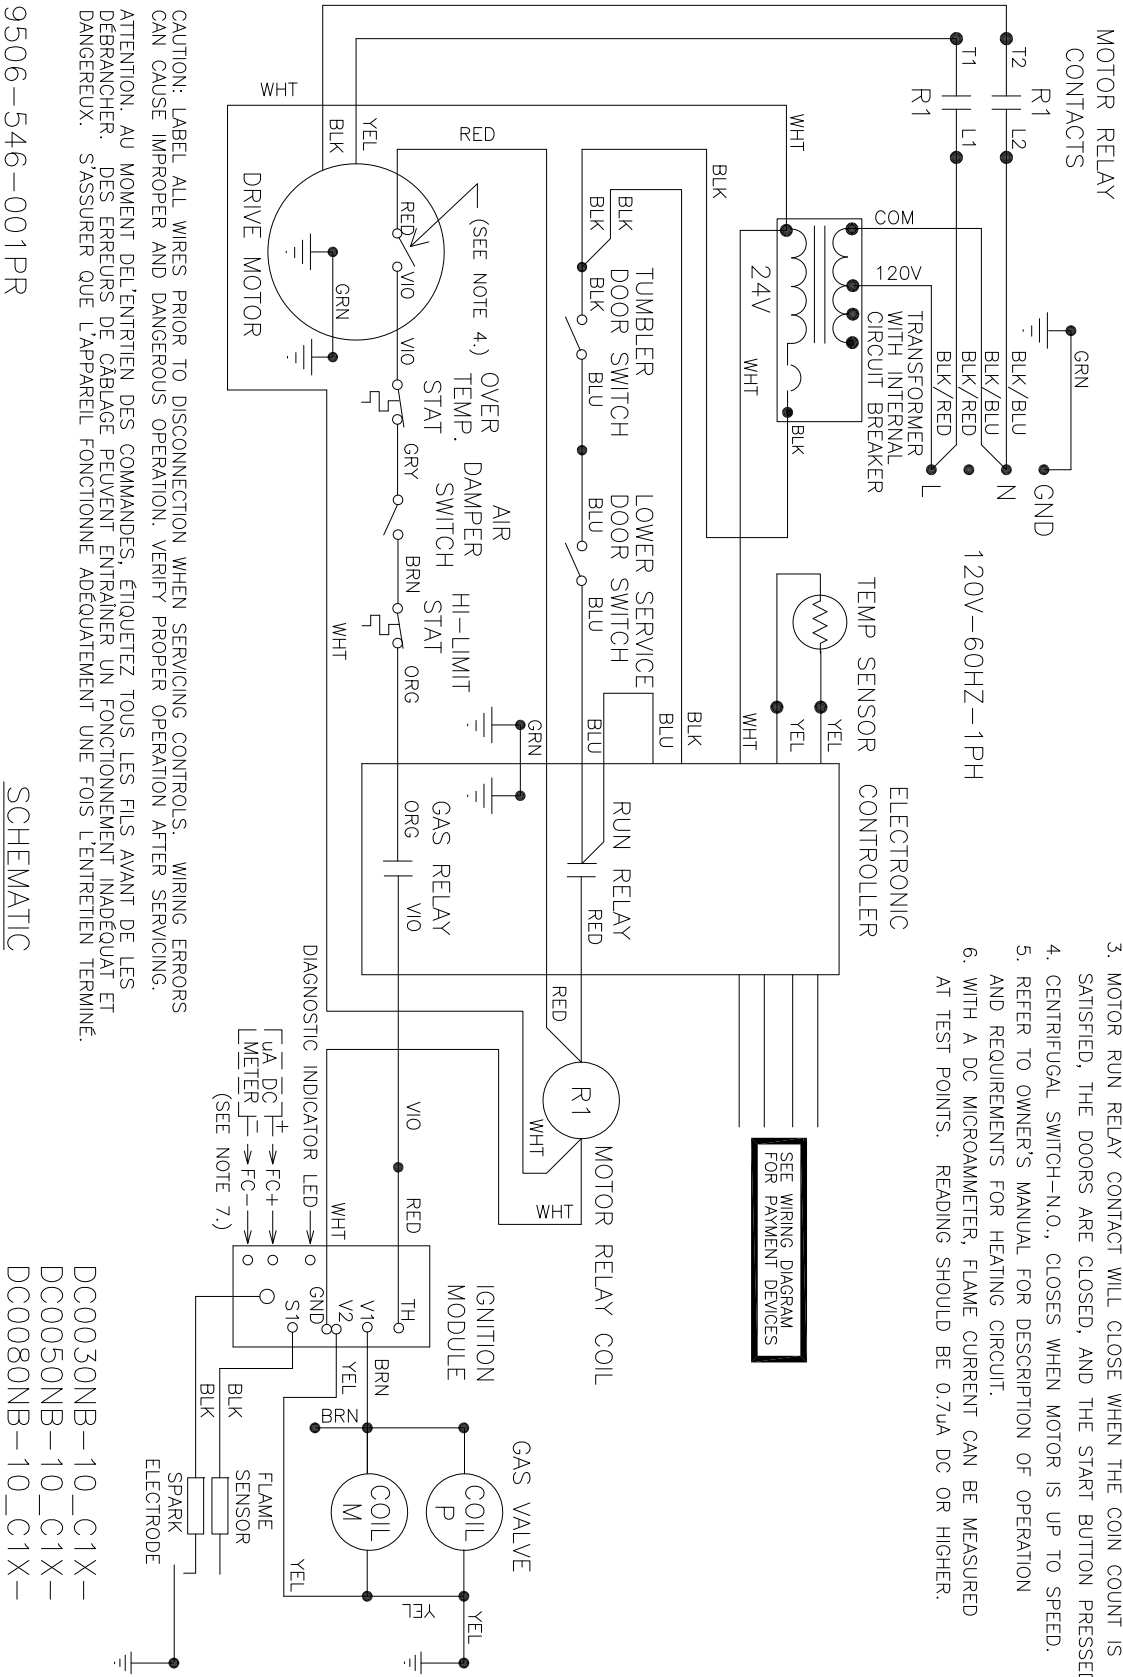 3. MOTOR RUN RELAY CONTACT WILL CLOSE WHEN THE COIN COUNT IS
SATISFIED, THE DOORS ARE CLOSED, AND THE START BUTTON PRESSED
4. CENTRIFUGAL SWITCH-N.O., CLOSES WHEN MOTOR IS UP TO SPEED.
5. REFER TO OWNER'S MANUAL FOR DESCRIPTION OF OPERATION
AND REQUIREMENTS FOR HEATING CIRCUIT.
6. WITH A DC MICROAMMETER, FLAME CURRENT CAN BE MEASURED
AT TEST POINTS. READING SHOULD BE 0.7uA DC OR HIGHER.
MOTOR RELAY
CONTACTS
T2
R1
L2
T1
R1
L1
GRN
GND
N
L
BLK/BLU
BLK/BLU
BLK/RED
BLK/RED
120V-60HZ-1PH
COM
120V
TRANSFORMER
WITH INTERNAL
CIRCUIT BREAKER
24V
WHT
WHT
BLK
BLK
TEMP SENSOR
YEL
YEL
WHT
ELECTRONIC
CONTROLLER
SEE WIRING DIAGRAM
FOR PAYMENT DEVICES
BLK
BLK
BLK
TUMBLER
DOOR SWITCH
BLU
BLU
LOWER SERVICE
DOOR SWITCH
BLU
BLK
BLU
BLU
RUN RELAY
RED
MOTOR RELAY COIL
R1
RED
WHT
WHT
GRN
WHT
YEL
BLK
RED
DRIVE MOTOR
RED
VIO
GRN
(SEE NOTE 4.)
VIO
OVER
TEMP.
STAT
GRY
AIR
DAMPER
SWITCH
BRN
HI-LIMIT
STAT
ORG
GAS RELAY
ORG
VIO
VIO
RED
WHT
WHT
DIAGNOSTIC INDICATOR LED
uA DC
METER
+
-
FC+
FC-
(SEE NOTE 7.)
IGNITION
MODULE
TH
V1
V2
GND
S1
BRN
YEL
BRN
GAS VALVE
COIL
P
COIL
M
YEL
YEL
YEL
BLK
BLK
FLAME
SENSOR
SPARK
ELECTRODE
CAUTION: LABEL ALL WIRES PRIOR TO DISCONNECTION WHEN SERVICING CONTROLS. WIRING ERRORS
CAN CAUSE IMPROPER AND DANGEROUS OPERATION. VERIFY PROPER OPERATION AFTER SERVICING.
ATTENTION. AU MOMENT DEL'ENTRTIEN DES COMMANDES, ÉTIQUETEZ TOUS LES FILS AVANT DE LES
DÉBRANCHER. DES ERREURS DE CÂBLAGE PEUVENT ENTRAÎNER UN FONCTIONNEMENT INADÉQUAT ET
DANGEREUX. S'ASSURER QUE L'APPAREIL FONCTIONNE ADÉQUATEMENT UNE FOIS L'ENTRETIEN TERMINÉ.
9506-546-001PR
SCHEMATIC
DC0030NB-10_C1X-
DC0050NB-10_C1X-
DC0080NB-10_C1X-